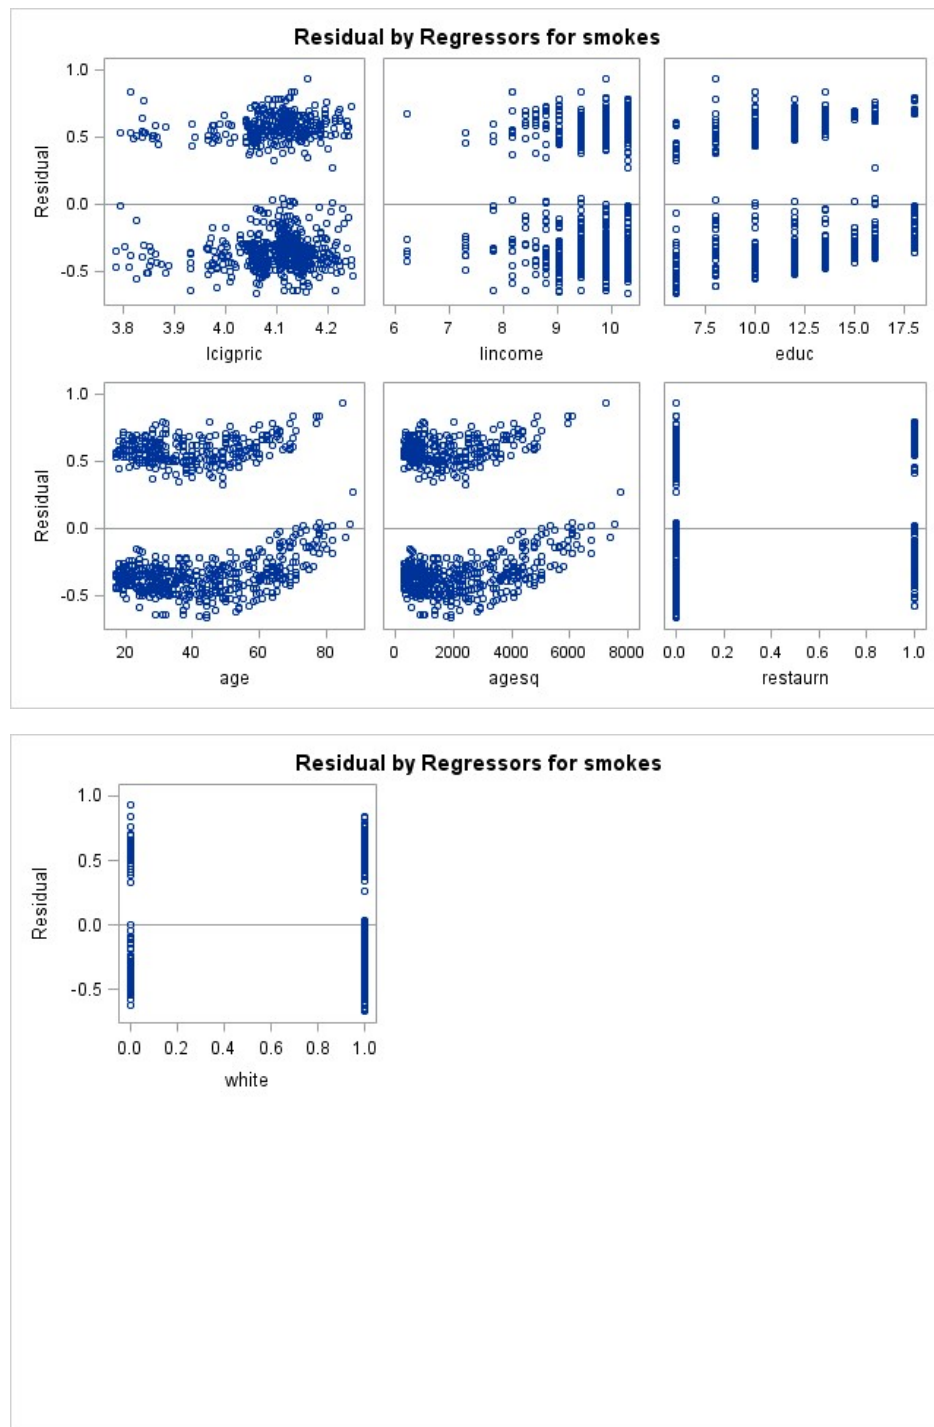 Residual by Regressors for smokes
1.0
0.5
0.0
-0.5
Residual
3.8 3.9 4.0 4.1 4.2
lcigpric
6 7 8 9 10
lincome
7.5 10.0 12.5 15.0 17.5
educ
1.0
0.5
0.0
-0.5
Residual
20 40 60 80
age
0 2000 4000 6000 8000
agesq
0.0 0.2 0.4 0.6 0.8 1.0
restaurn
Residual by Regressors for smokes
1.0
0.5
0.0
-0.5
Residual
0.0 0.2 0.4 0.6 0.8 1.0
white